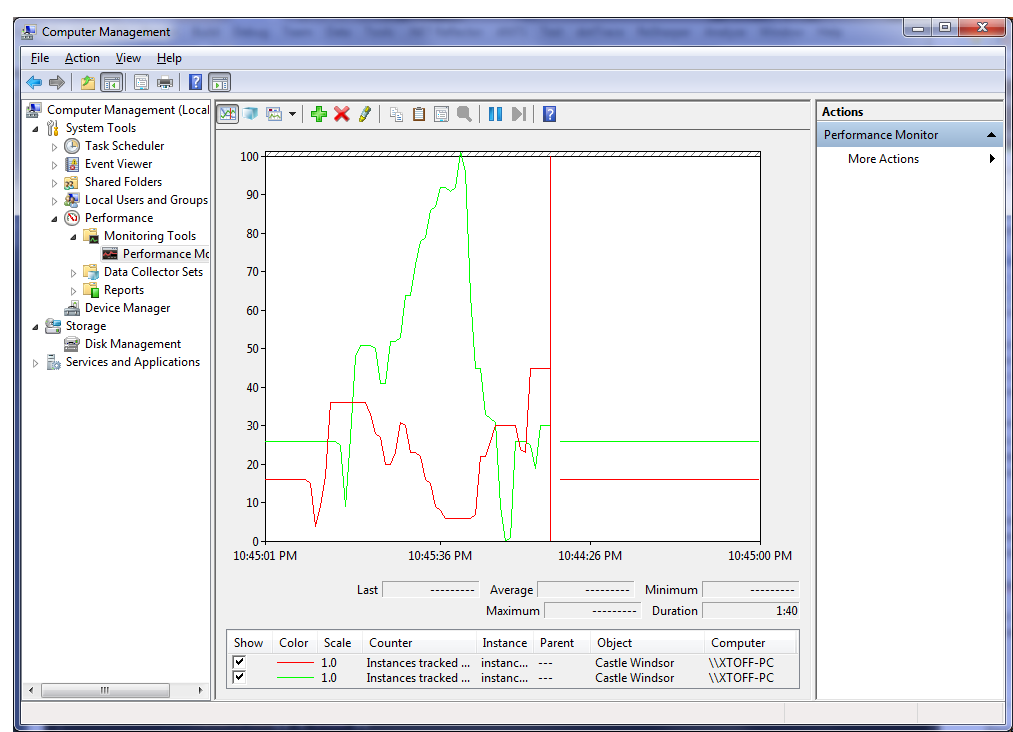 Computer Management
File Action View Help
Computer Management (Local
System Tools
Task Scheduler
Event Viewer
Shared Folders
Local Users and Groups
Performance
Monitoring Tools
Performance Mo
Data Collector Sets
Reports
Device Manager
Storage
Disk Management
Services and Applications
100
90
80
70
60
50
40
30
20
10
0
10:45:01 PM 10:45:36 PM 10:44:26 PM 10:45:00 PM
Last --------- Average --------- Minimum ---------
Maximum --------- Duration 1:40
Show Color Scale Counter Instance Parent Object Computer
1.0 Instances tracked ... instanc... --- Castle Windsor \\XTOFF-PC
1.0 Instances tracked ... instanc... --- Castle Windsor \\XTOFF-PC
Actions
Performance Monitor
More Actions